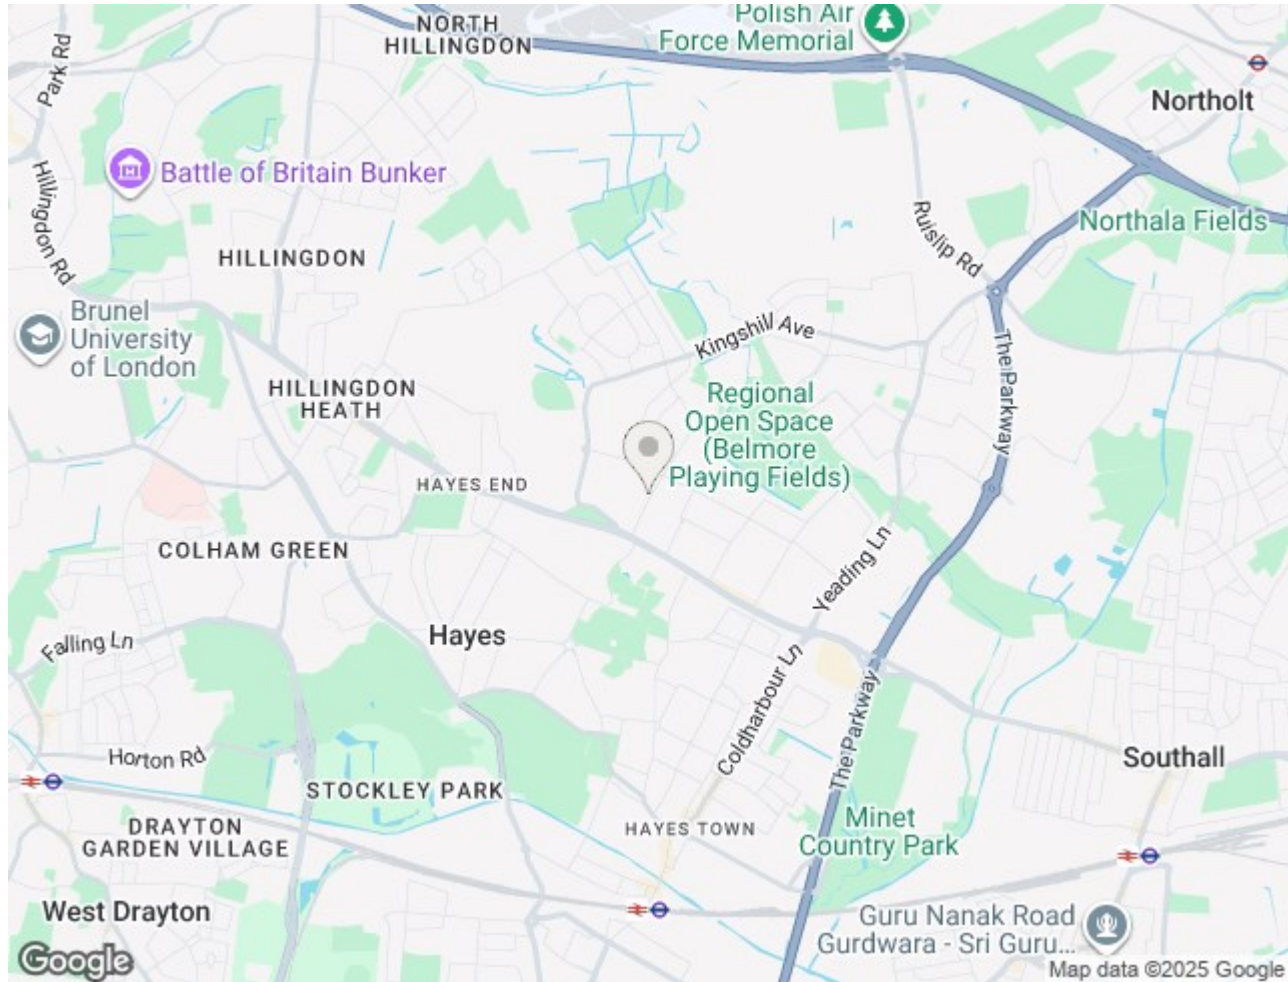 NORTH
HILLINGDON
Polish Air
Force Memorial
Park Rd
Northolt
Battle of Britain Bunker
Hillingdon Rd
Ruislip Rd
Northala Fields
HILLINGDON
Brunel
University
of London
Kingshill Ave
The Parkway
HILLINGDON
HEATH
Regional
Open Space
(Belmore
Playing Fields)
HAYES END
COLHAM GREEN
Yeading Ln
Falling Ln
Hayes
Coldharbour Ln
The Parkway
Horton Rd
Southall
STOCKLEY PARK
DRAYTON
GARDEN VILLAGE
HAYES TOWN
Minet
Country Park
West Drayton
Guru Nanak Road
Gurdwara - Sri Guru...
Google
Map data ©2025 Google